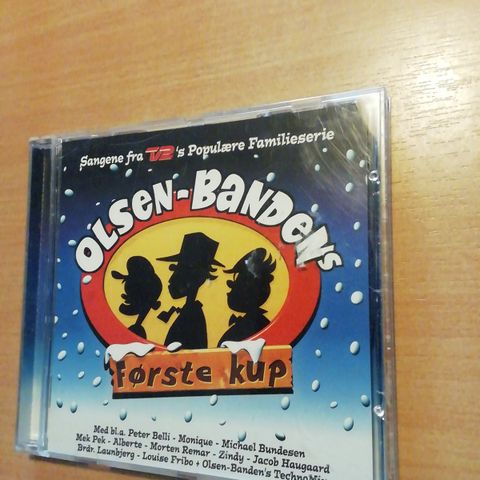 Sangene fra TV2's Populære Familieserie
OLSEN-BANDENs
Første kup
Med bl.a. Peter Belli - Monique - Michael Bundesen
Mek Pek - Alberte - Morten Remar - Zindy - Jacob Haugaard
Brdr. Launbjerg - Louise Fribo + Olsen-Banden's TechnoMix